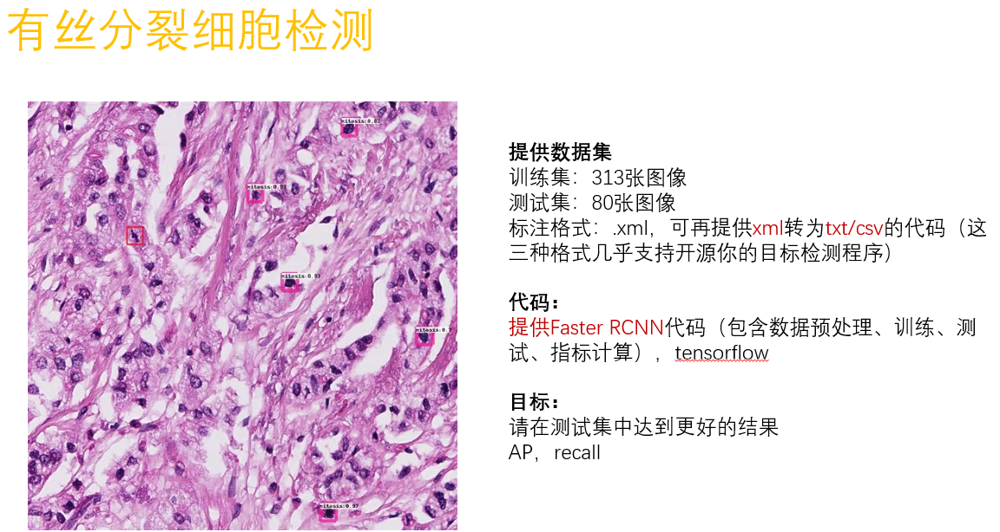 有丝分裂细胞检测
mitosis:0.82
mitosis:0.91
mitosis:0.93
mitosis:0.7
mitosis:0.97
提供数据集
训练集：313张图像
测试集：80张图像
标注格式：.xml，可再提供xml转为txt/csv的代码（这
三种格式几乎支持开源你的目标检测程序）
代码：
提供Faster RCNN代码（包含数据预处理、训练、测
试、指标计算），tensorflow
目标：
请在测试集中达到更好的结果
AP，recall